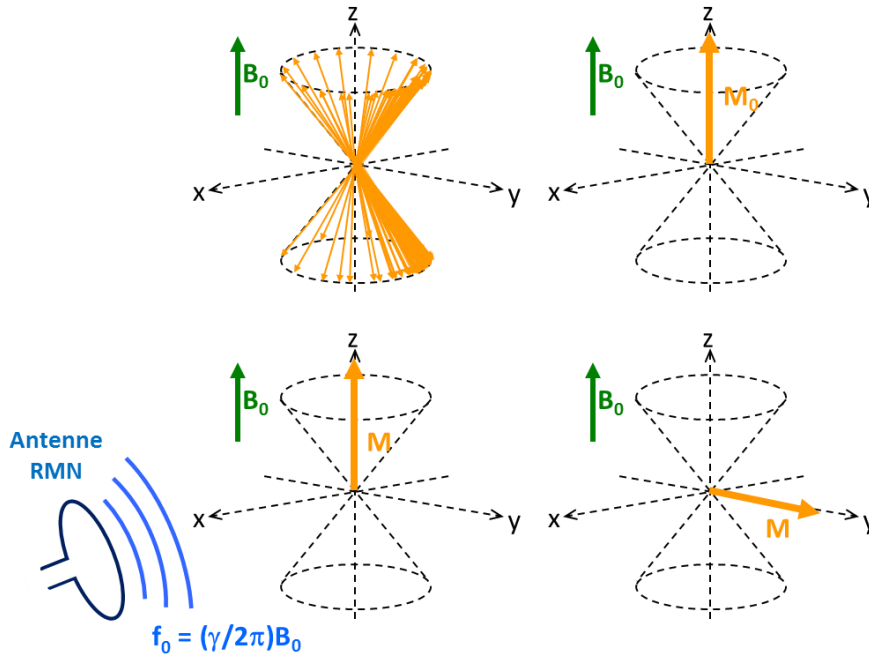 z
B₀
x
y
z
B₀
M₀
x
y
z
B₀
M
x
y
z
B₀
M
x
y
Antenne
RMN
f₀ = (γ/2π)B₀